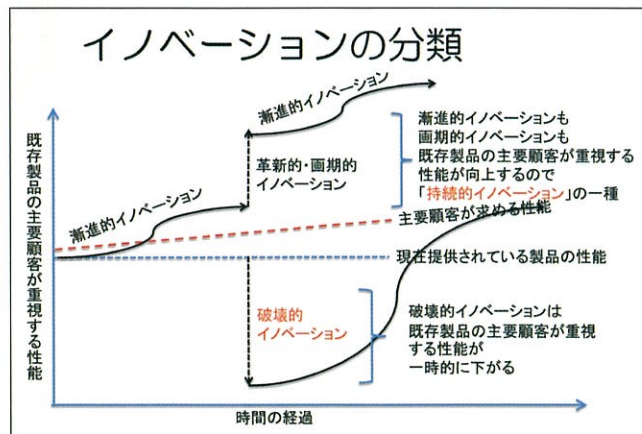 イノベーションの分類
漸進的イノベーション
漸進的イノベーション
革新的・画期的
イノベーション
漸進的イノベーションも
画期的イノベーションも
既存製品の主要顧客が重視する
性能が向上するので
「持続的イノベーション」の一種
主要顧客が求める性能
現在提供されている製品の性能
破壊的
イノベーション
破壊的イノベーションは
既存製品の主要顧客が重視
する性能が
一時的に下がる
既存製品の主要顧客が重視する性能
時間の経過